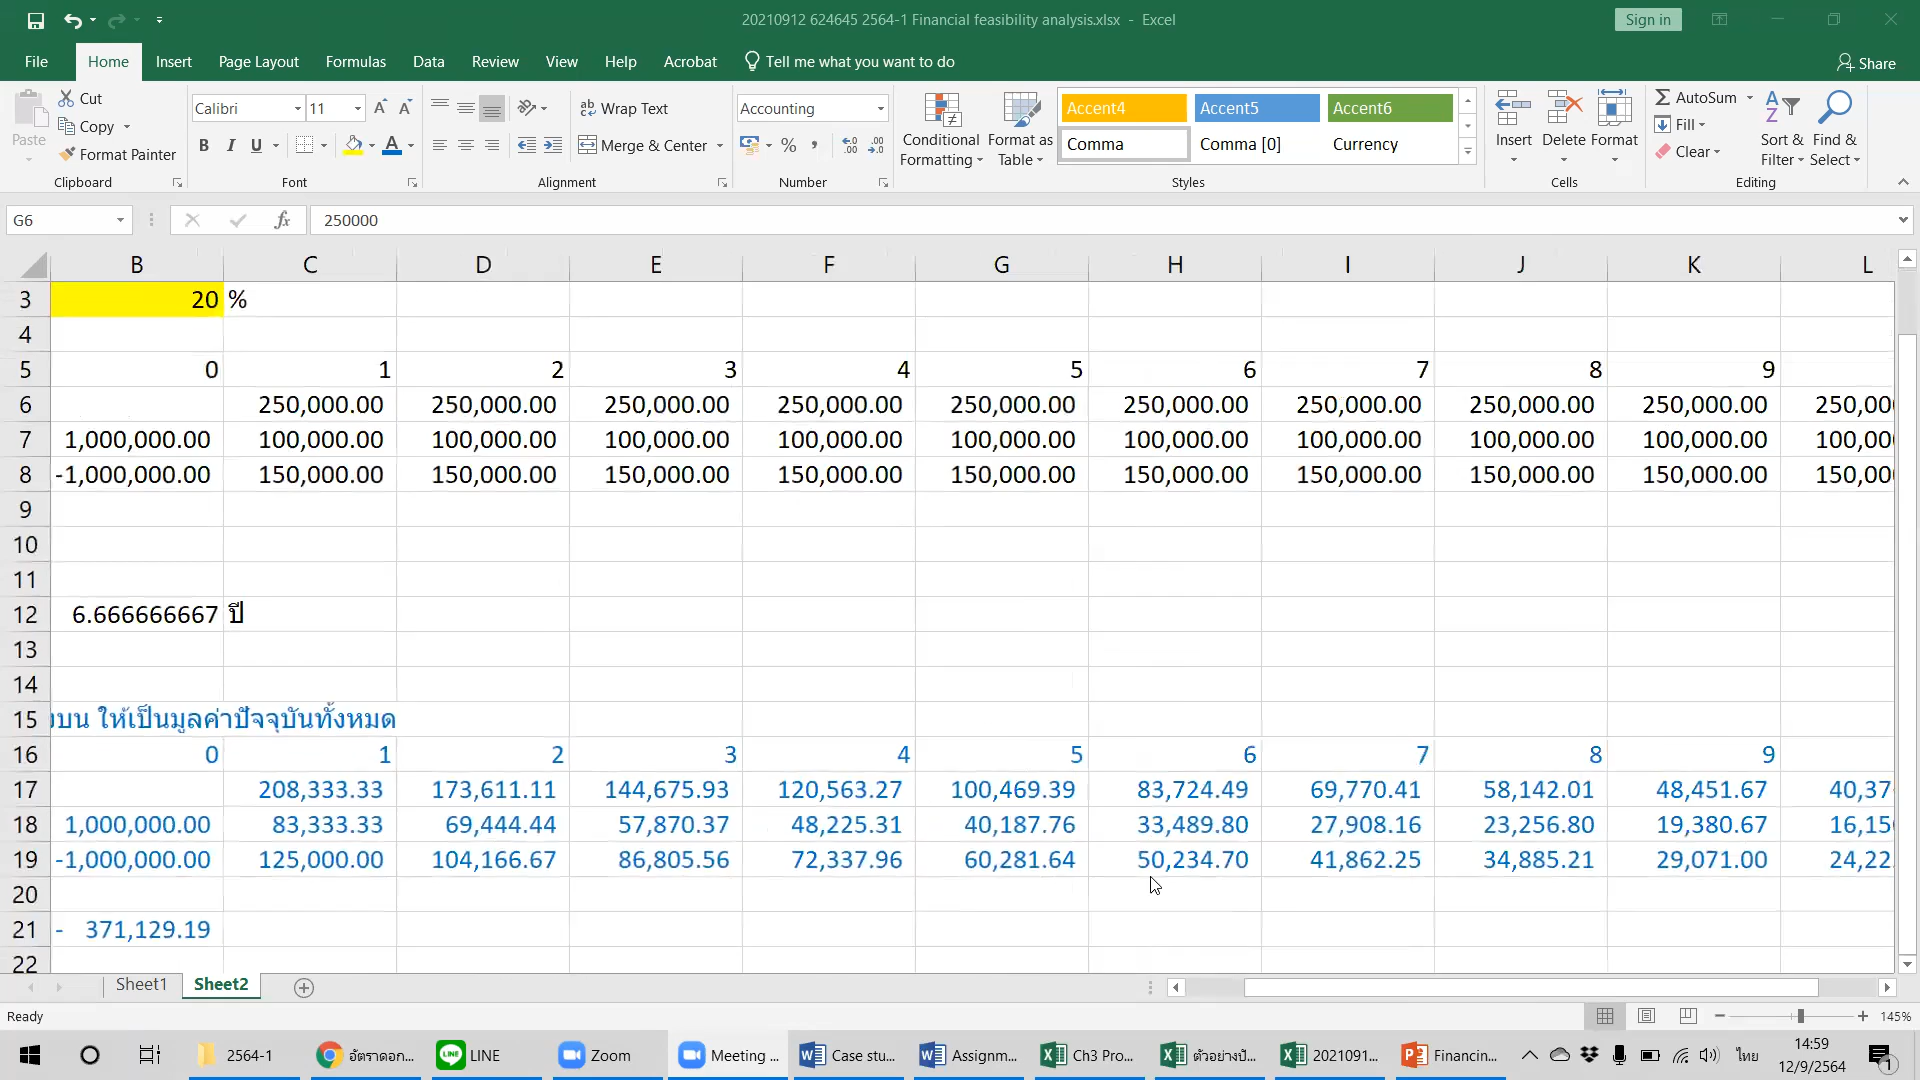 20210912 624645 2564-1 Financial feasibility analysis.xlsx - Excel
Sign in
File Home Insert Page Layout Formulas Data Review View Help Acrobat Tell me what you want to do Share
Paste Cut Copy Format Painter Clipboard
Calibri 11 B I U A A Font
Wrap Text Merge & Center Alignment
Accounting % Number
Conditional Formatting Format as Table
Accent4 Accent5 Accent6
Comma Comma [0] Currency
Styles
Insert Delete Format Cells
AutoSum Fill Clear Sort & Filter Find & Select Editing
G6 fx 250000
B C D E F G H I J K L
3 20 %
4
5 0 1 2 3 4 5 6 7 8 9
6 250,000.00 250,000.00 250,000.00 250,000.00 250,000.00 250,000.00 250,000.00 250,000.00 250,000.00 250,00
7 1,000,000.00 100,000.00 100,000.00 100,000.00 100,000.00 100,000.00 100,000.00 100,000.00 100,000.00 100,000.00 100,00
8 -1,000,000.00 150,000.00 150,000.00 150,000.00 150,000.00 150,000.00 150,000.00 150,000.00 150,000.00 150,000.00 150,00
9
10
11
12 6.666666667 ปี
13
14
15 บน ให้เป็นมูลค่าปัจจุบันทั้งหมด
16 0 1 2 3 4 5 6 7 8 9
17 208,333.33 173,611.11 144,675.93 120,563.27 100,469.39 83,724.49 69,770.41 58,142.01 48,451.67 40,37
18 1,000,000.00 83,333.33 69,444.44 57,870.37 48,225.31 40,187.76 33,489.80 27,908.16 23,256.80 19,380.67 16,15
19 -1,000,000.00 125,000.00 104,166.67 86,805.56 72,337.96 60,281.64 50,234.70 41,862.25 34,885.21 29,071.00 24,22
20
21 - 371,129.19
22
Sheet1 Sheet2
Ready 145%
2564-1 อัตราดอก... LINE Zoom Meeting ... Case stu... Assignm... Ch3 Pro... ตัวอย่างปั... 2021091... Financin... ไทย 14:59
12/9/2564 1